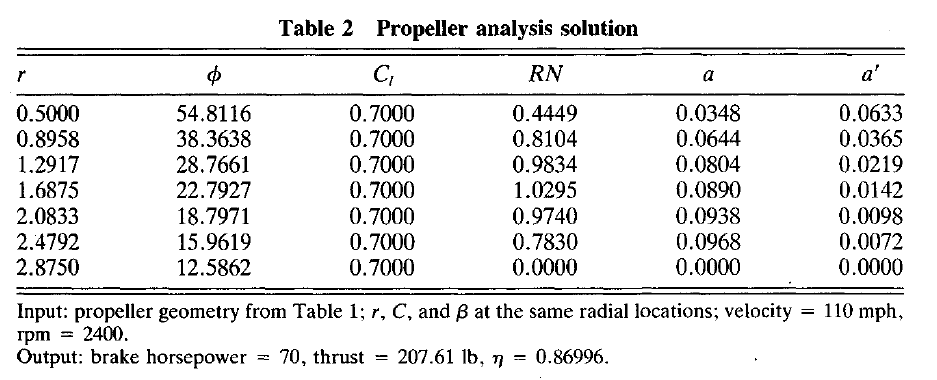 Table 2 Propeller analysis solution
r ϕ C_l RN a a′
0.5000 54.8116 0.7000 0.4449 0.0348 0.0633
0.8958 38.3638 0.7000 0.8104 0.0644 0.0365
1.2917 28.7661 0.7000 0.9834 0.0804 0.0219
1.6875 22.7927 0.7000 1.0295 0.0890 0.0142
2.0833 18.7971 0.7000 0.9740 0.0938 0.0098
2.4792 15.9619 0.7000 0.7830 0.0968 0.0072
2.8750 12.5862 0.7000 0.0000 0.0000 0.0000
Input: propeller geometry from Table 1; r, C, and β at the same radial locations; velocity = 110 mph,
rpm = 2400.
Output: brake horsepower = 70, thrust = 207.61 lb, η = 0.86996.